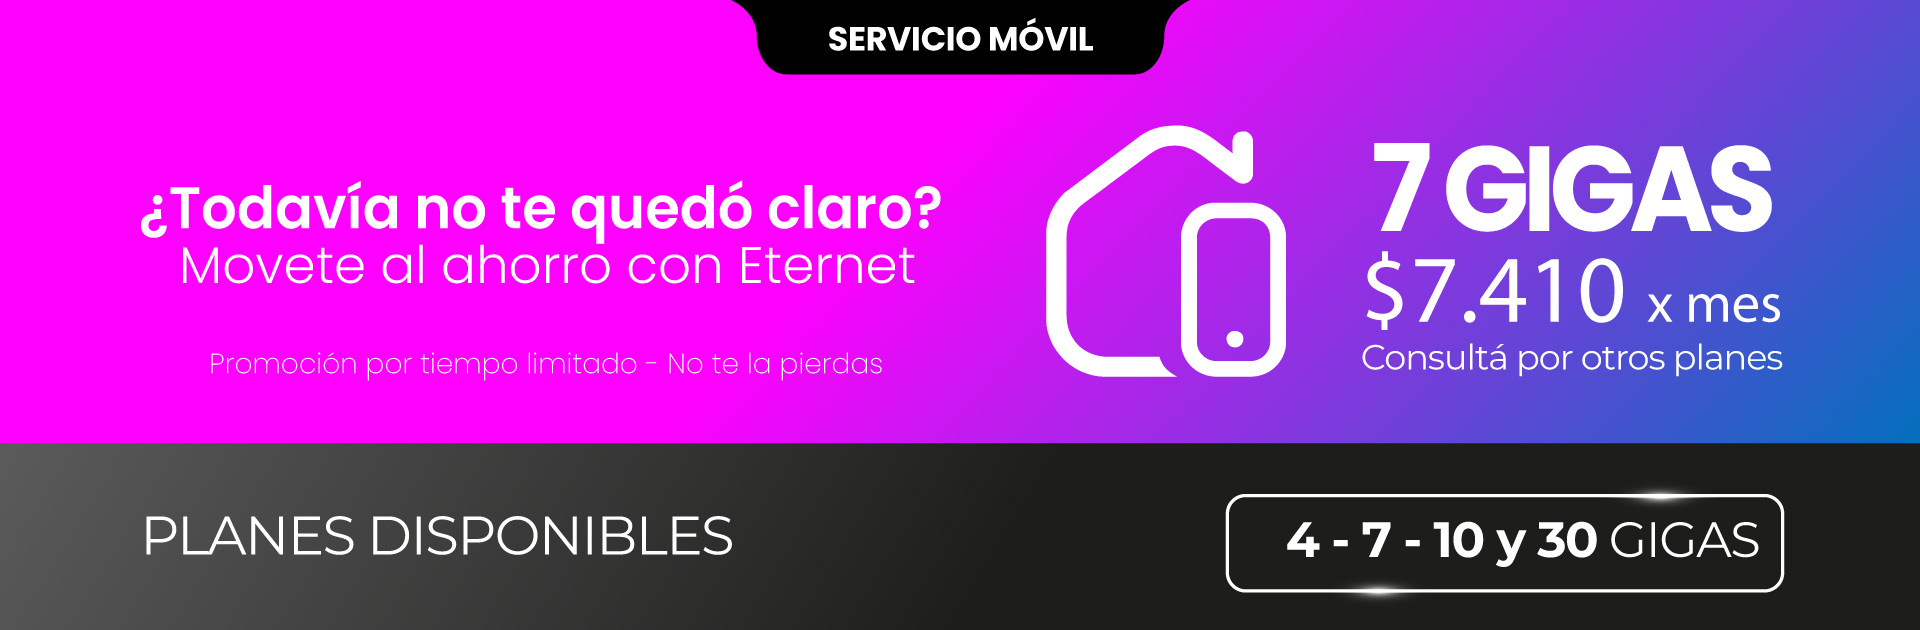 SERVICIO MÓVIL
¿Todavía no te quedó claro?
Movete al ahorro con Eternet
Promoción por tiempo limitado - No te la pierdas
7 GIGAS
$7.410 x mes
Consultá por otros planes
PLANES DISPONIBLES
4 - 7 - 10 y 30 GIGAS